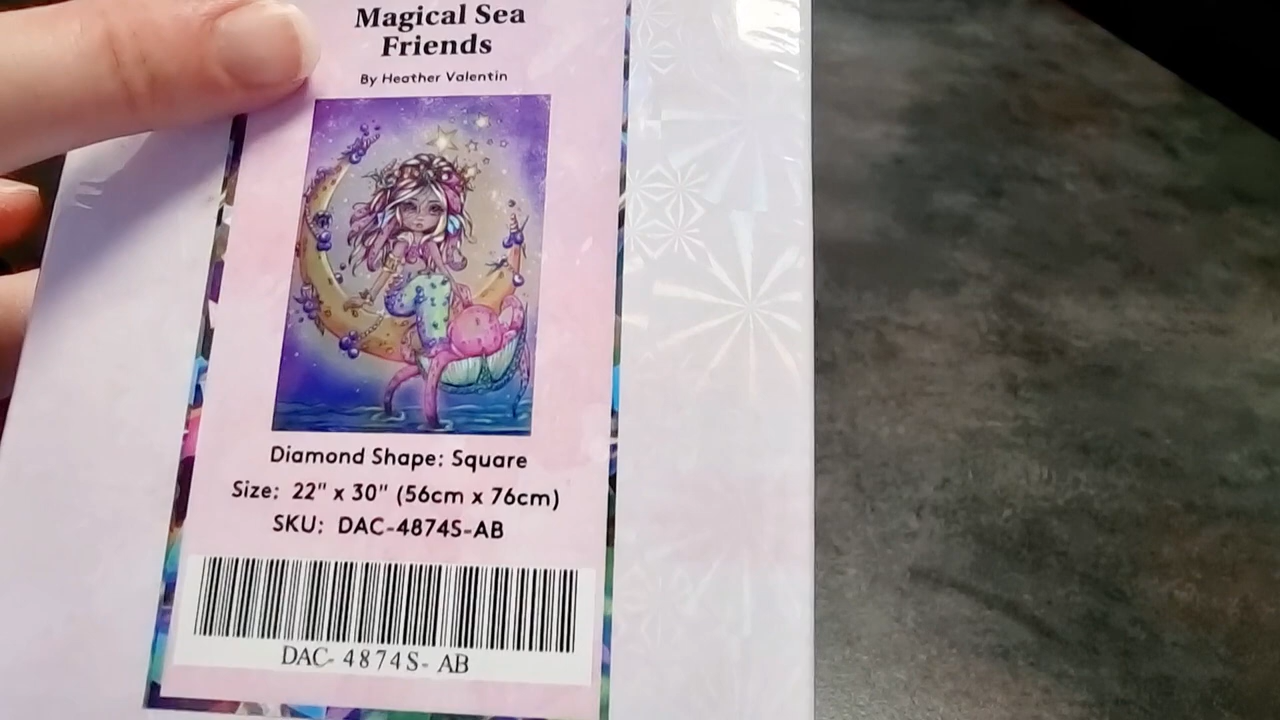 Magical Sea
Friends
By Heather Valentin
Diamond Shape: Square
Size: 22" x 30" (56cm x 76cm)
SKU: DAC-4874S-AB
DAC- 4874S- AB